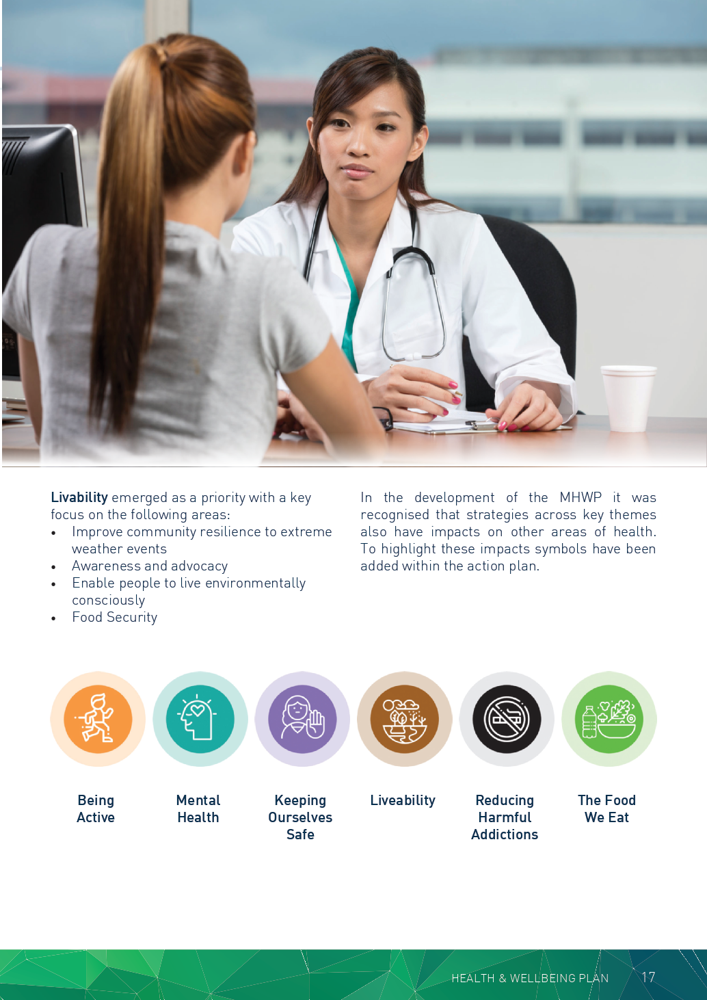 Livability emerged as a priority with a key
focus on the following areas:
• Improve community resilience to extreme
weather events
• Awareness and advocacy
• Enable people to live environmentally
consciously
• Food Security
In the development of the MHWP it was
recognised that strategies across key themes
also have impacts on other areas of health.
To highlight these impacts symbols have been
added within the action plan.
Being
Active
Mental
Health
Keeping
Ourselves
Safe
Liveability
Reducing
Harmful
Addictions
The Food
We Eat
HEALTH & WELLBEING PLAN 17